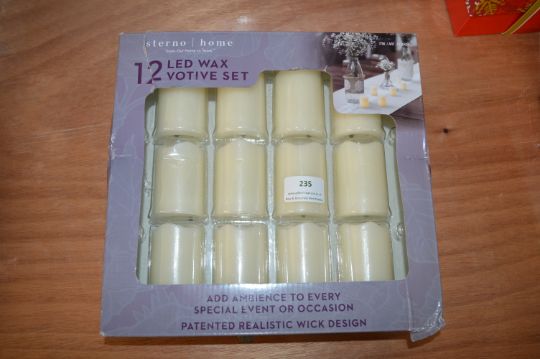 sterno | home
12 LED WAX
VOTIVE SET
235
ADD AMBIENCE TO EVERY
SPECIAL EVENT OR OCCASION
PATENTED REALISTIC WICK DESIGN